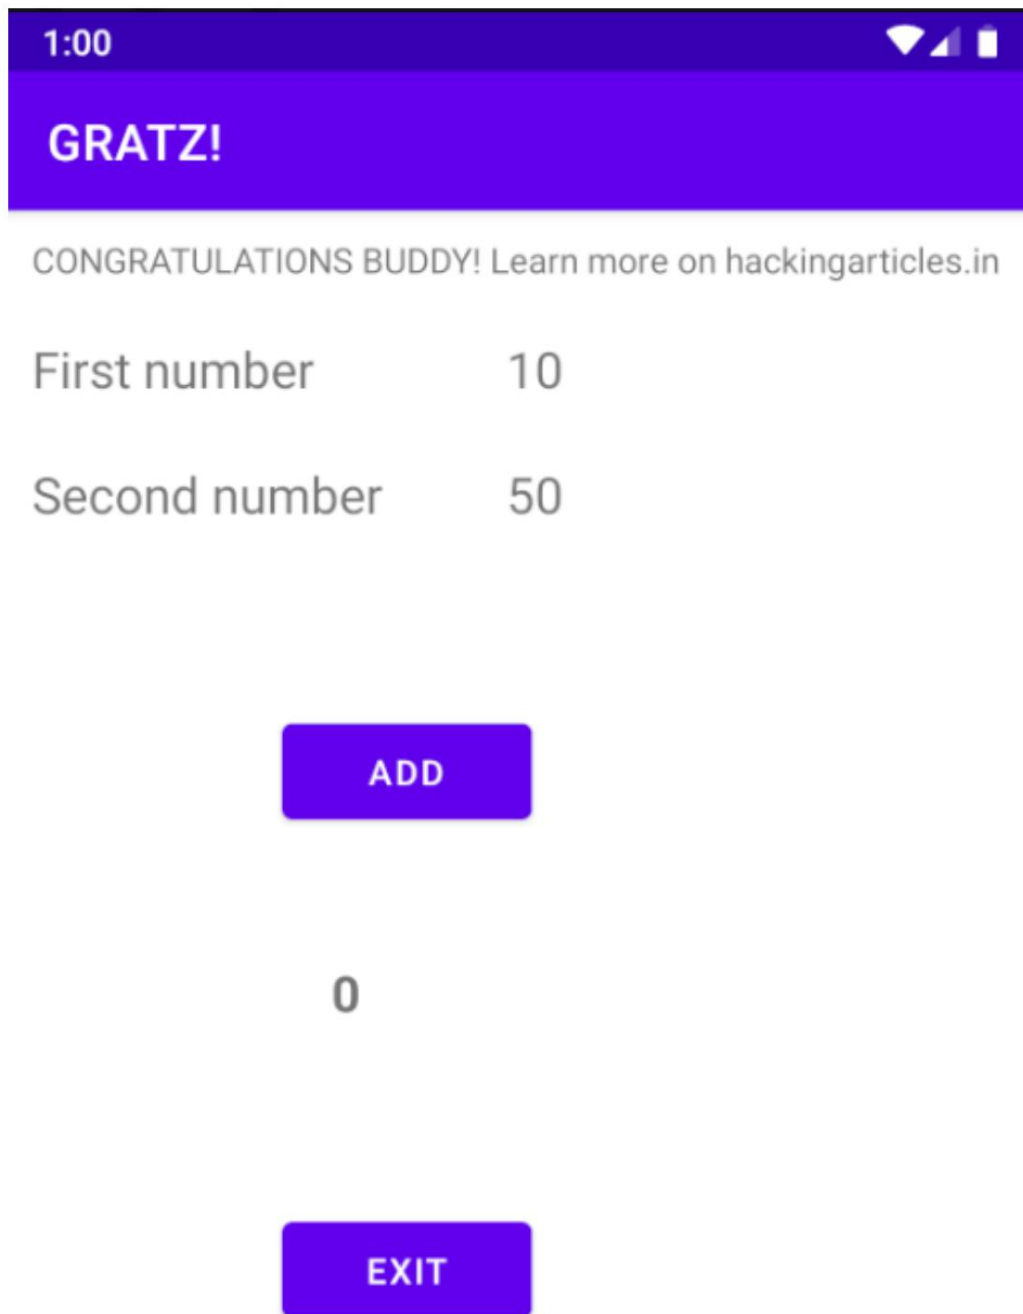 1:00
GRATZ!
CONGRATULATIONS BUDDY! Learn more on hackingarticles.in
First number 10
Second number 50
ADD
0
EXIT